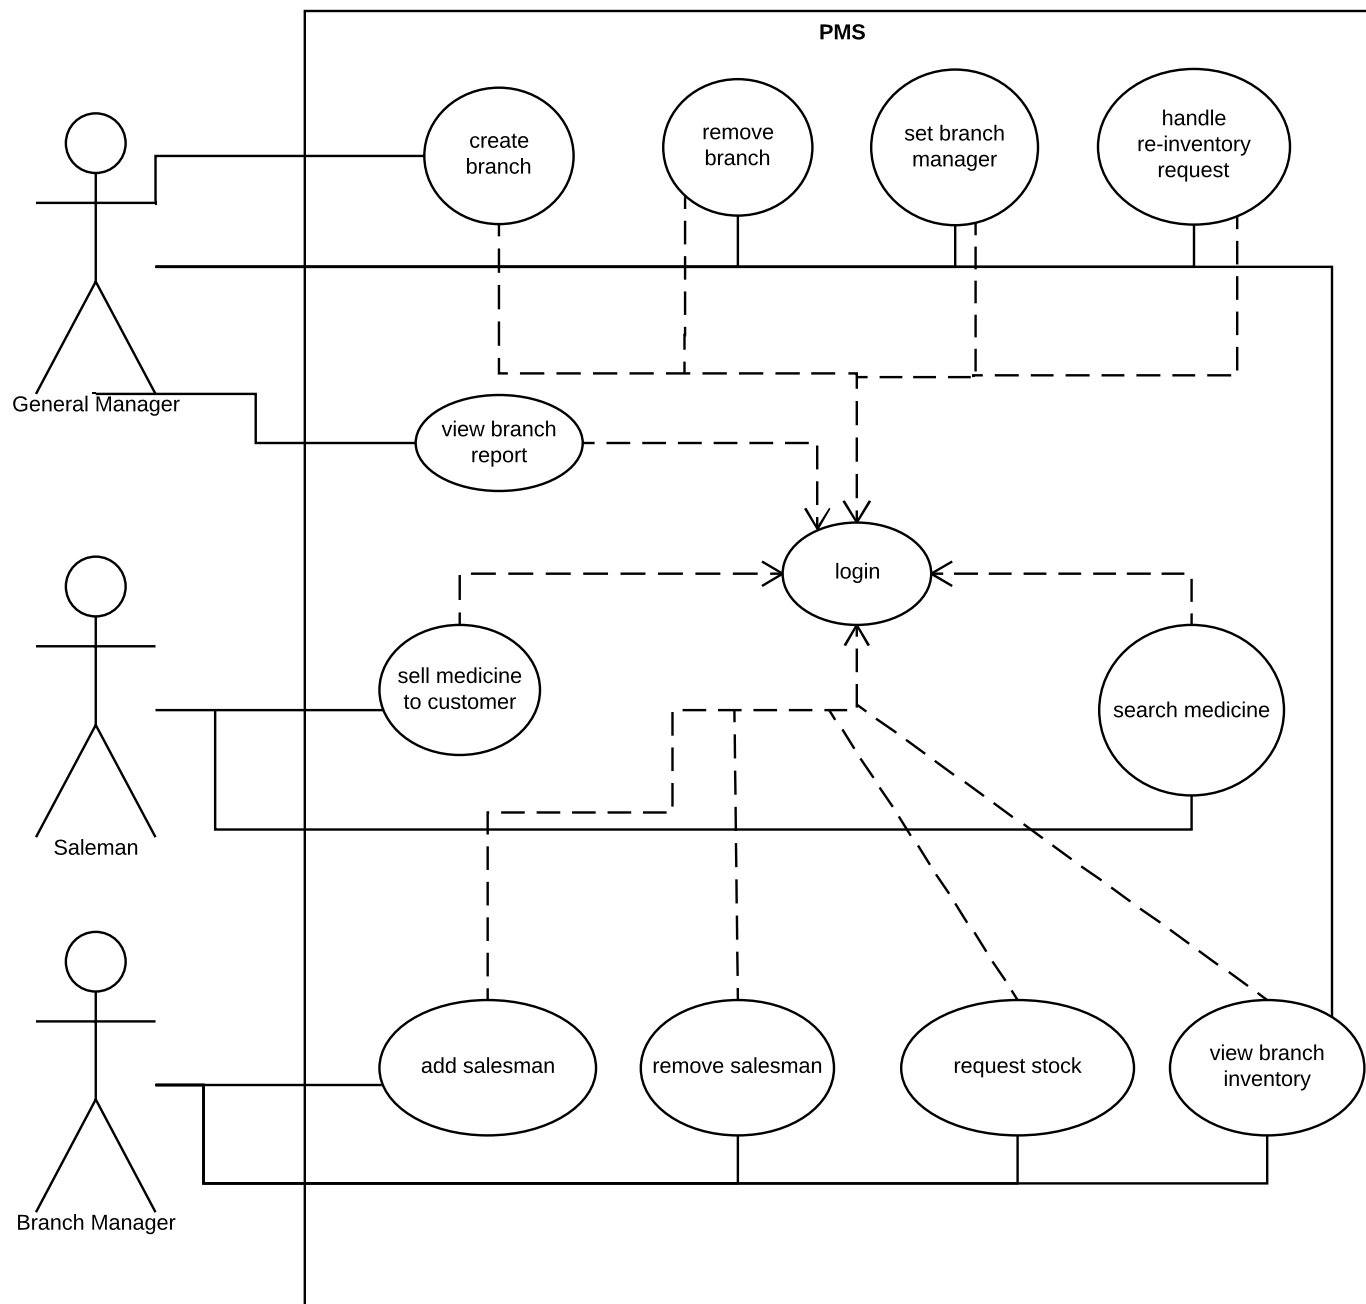 PMS
create
branch
remove
branch
set branch
manager
handle
re-inventory
request
General Manager
view branch
report
login
sell medicine
to customer
search medicine
Saleman
add salesman
remove salesman
request stock
view branch
inventory
Branch Manager